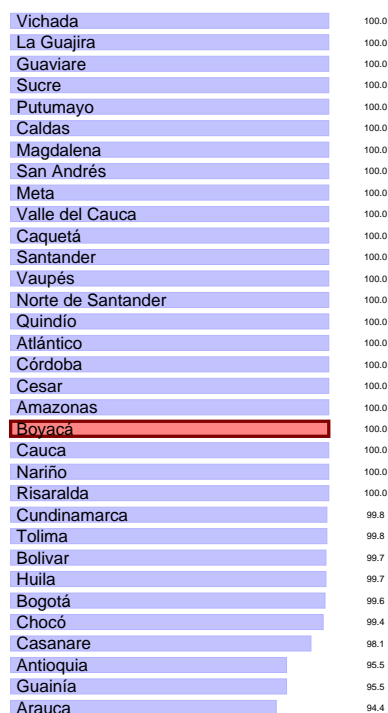 Vichada 100.0
La Guajira 100.0
Guaviare 100.0
Sucre 100.0
Putumayo 100.0
Caldas 100.0
Magdalena 100.0
San Andrés 100.0
Meta 100.0
Valle del Cauca 100.0
Caquetá 100.0
Santander 100.0
Vaupés 100.0
Norte de Santander 100.0
Quindío 100.0
Atlántico 100.0
Córdoba 100.0
Cesar 100.0
Amazonas 100.0
Boyacá 100.0
Cauca 100.0
Nariño 100.0
Risaralda 100.0
Cundinamarca 99.8
Tolima 99.8
Bolivar 99.7
Huila 99.7
Bogotá 99.6
Chocó 99.4
Casanare 98.1
Antioquia 95.5
Guainía 95.5
Arauca 94.4